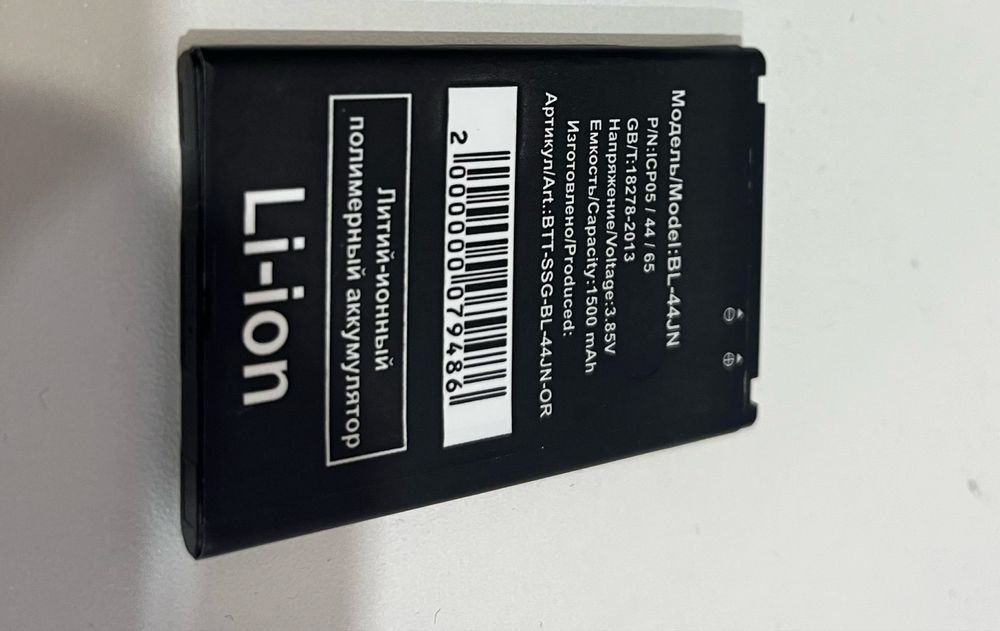 Модель/Model:BL-44JN
P/N:ICP05 / 44 / 65
GB/T:18278-2013
Напряжение/Voltage:3.85V
Емкость/Capacity:1500 mAh
Изготовлено/Produced:
Артикул/Art.:BTT-SSG-BL-44JN-OR
2 000000 079486
Литий-ионный
полимерный аккумулятор
Li-ion